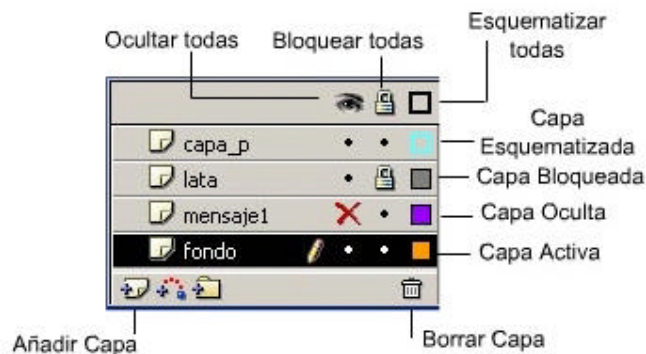 Ocultar todas
Bloquear todas
Esquematizar
todas
capa_p
Capa
Esquematizada
lata
Capa Bloqueada
mensaje1
Capa Oculta
fondo
Capa Activa
Añadir Capa
Borrar Capa